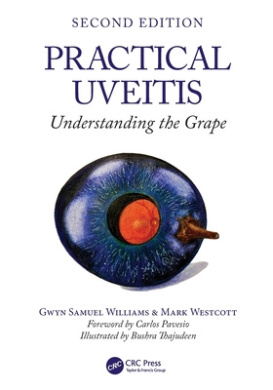 SECOND EDITION
PRACTICAL
UVEITIS
Understanding the Grape
GWYN SAMUEL WILLIAMS & MARK WESTCOTT
Foreword by Carlos Pavesio
Illustrated by Bushra Thajudeen
CRC
CRC Press
Taylor & Francis Group